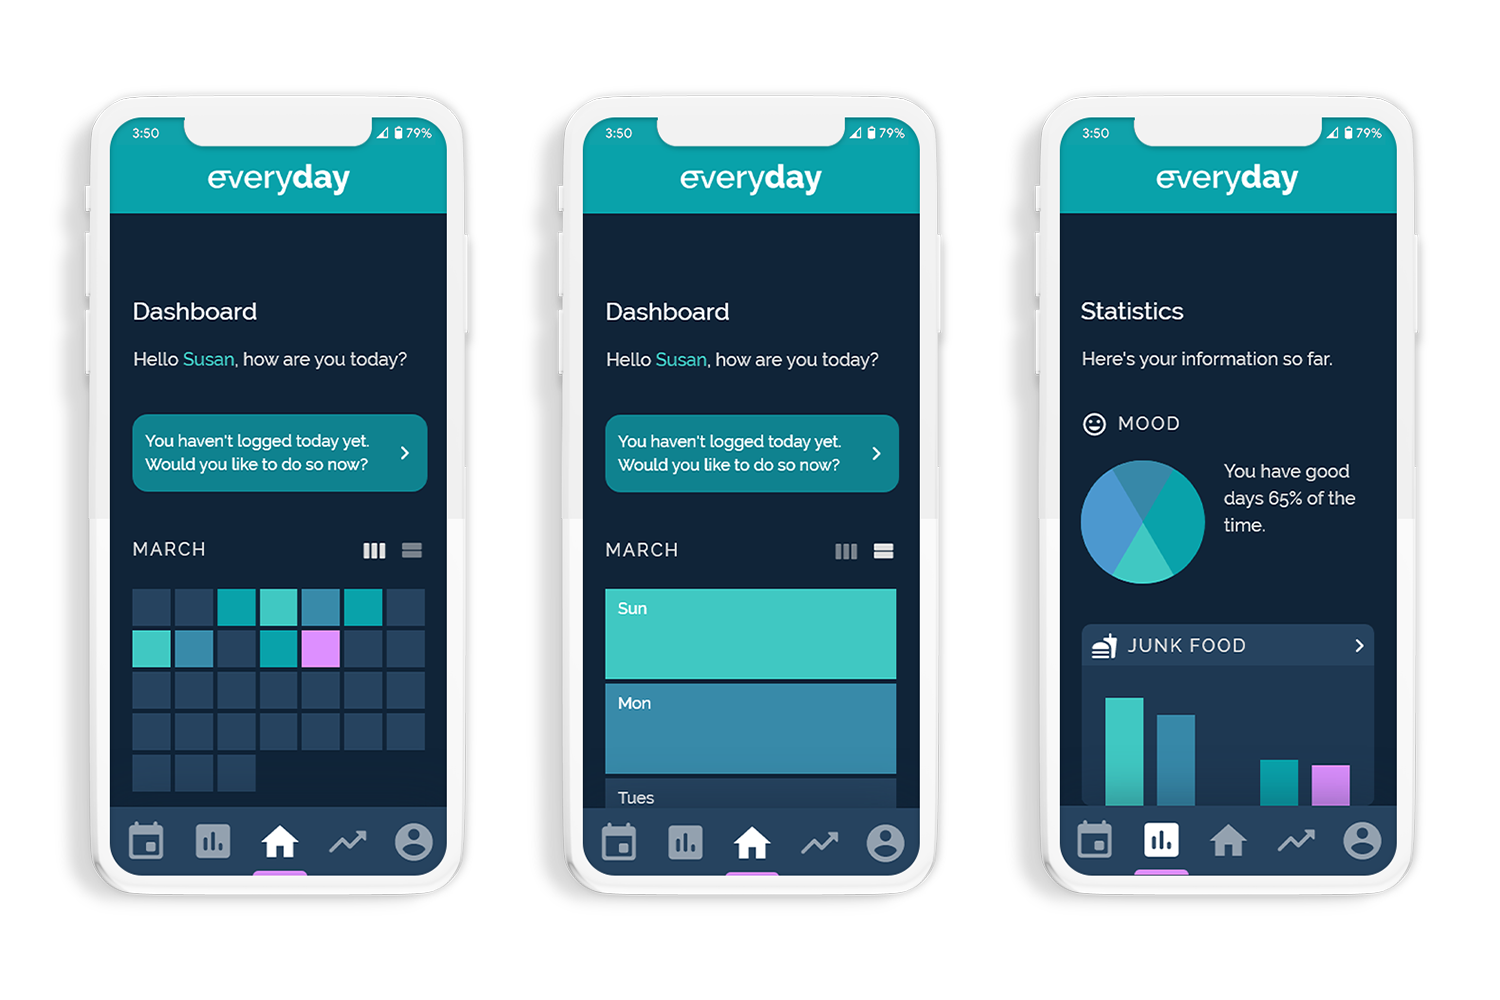 3:50
79%
everyday
Dashboard
Hello Susan, how are you today?
You haven't logged today yet.
Would you like to do so now?
MARCH
3:50
79%
everyday
Dashboard
Hello Susan, how are you today?
You haven't logged today yet.
Would you like to do so now?
MARCH
Sun
Mon
Tues
3:50
79%
everyday
Statistics
Here's your information so far.
MOOD
You have good
days 65% of the
time.
JUNK FOOD